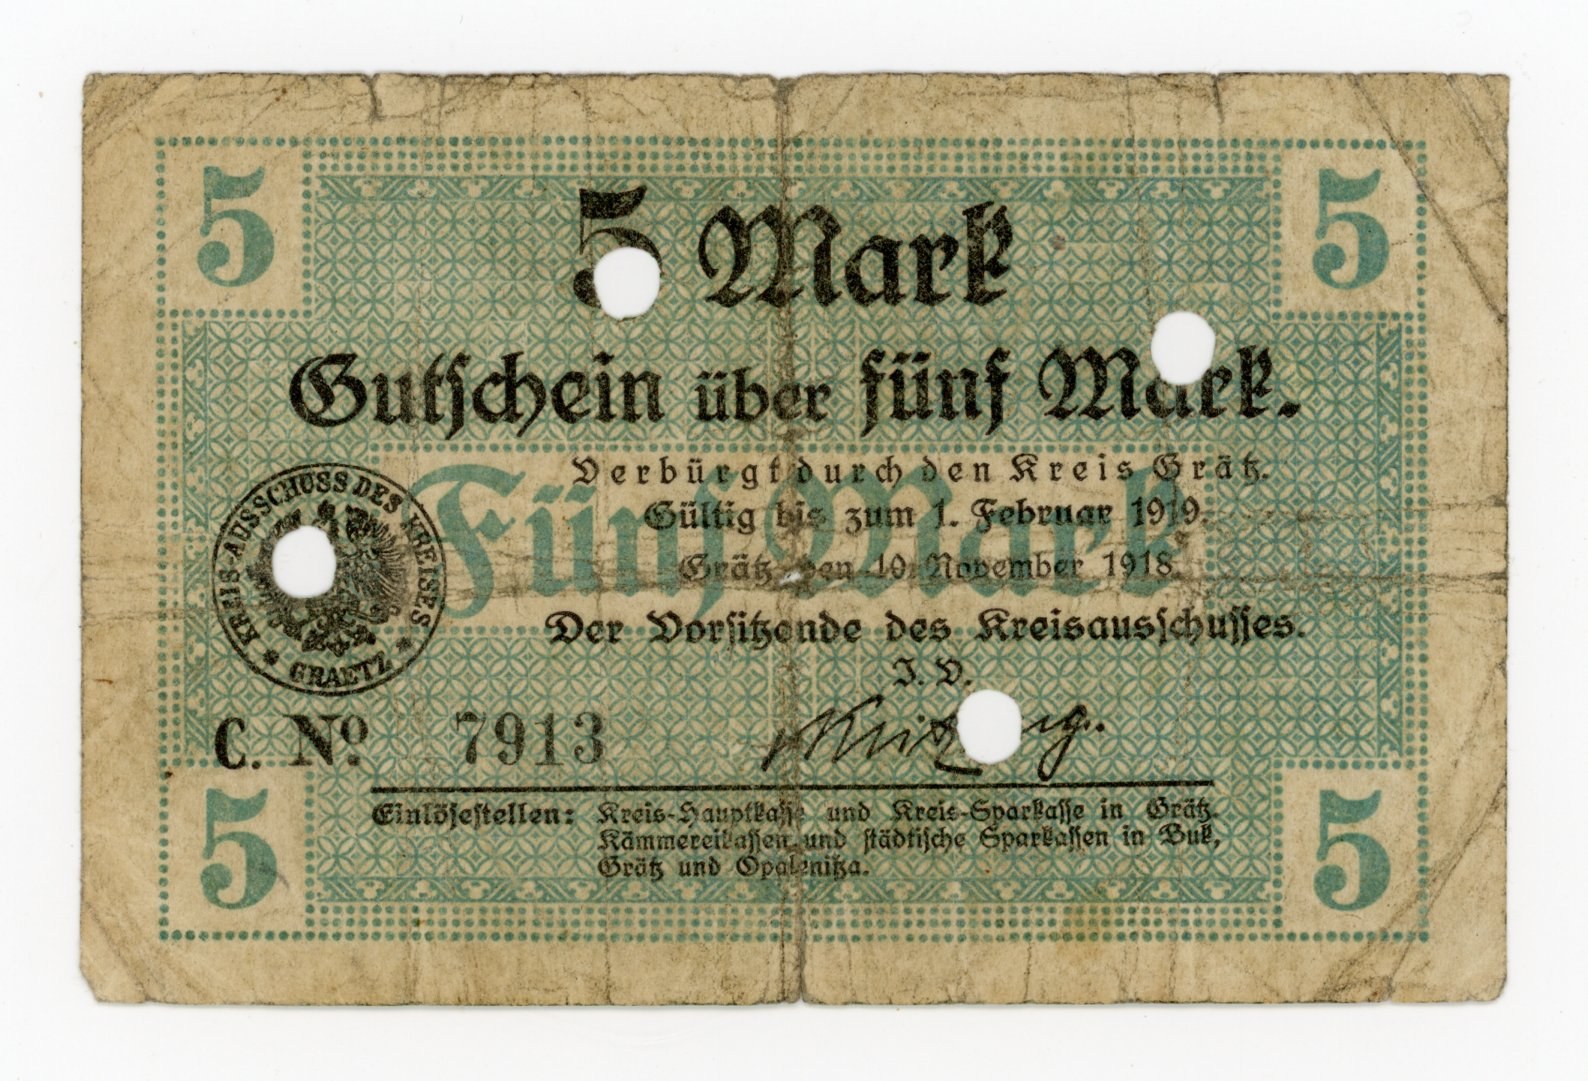 5 5
5 Mark
Gutschein über fünf Mark.
Verbürgt durch den Kreis Grätz.
Fünf Mark
Gültig bis zum 1. Februar 1919.
Grätz den 10. November 1918.
Der Vorsitzende des Kreisausschusses.
KREIS-AUSSCHUSS DES KREISES
* GRAETZ *
J. V.
C. No. 7913
Einlösestellen: Kreis-Hauptkasse und Kreis-Sparkasse in Grätz.
Kämmereikassen und städtische Sparkassen in Buk,
Grätz und Opalenitza.
5 5